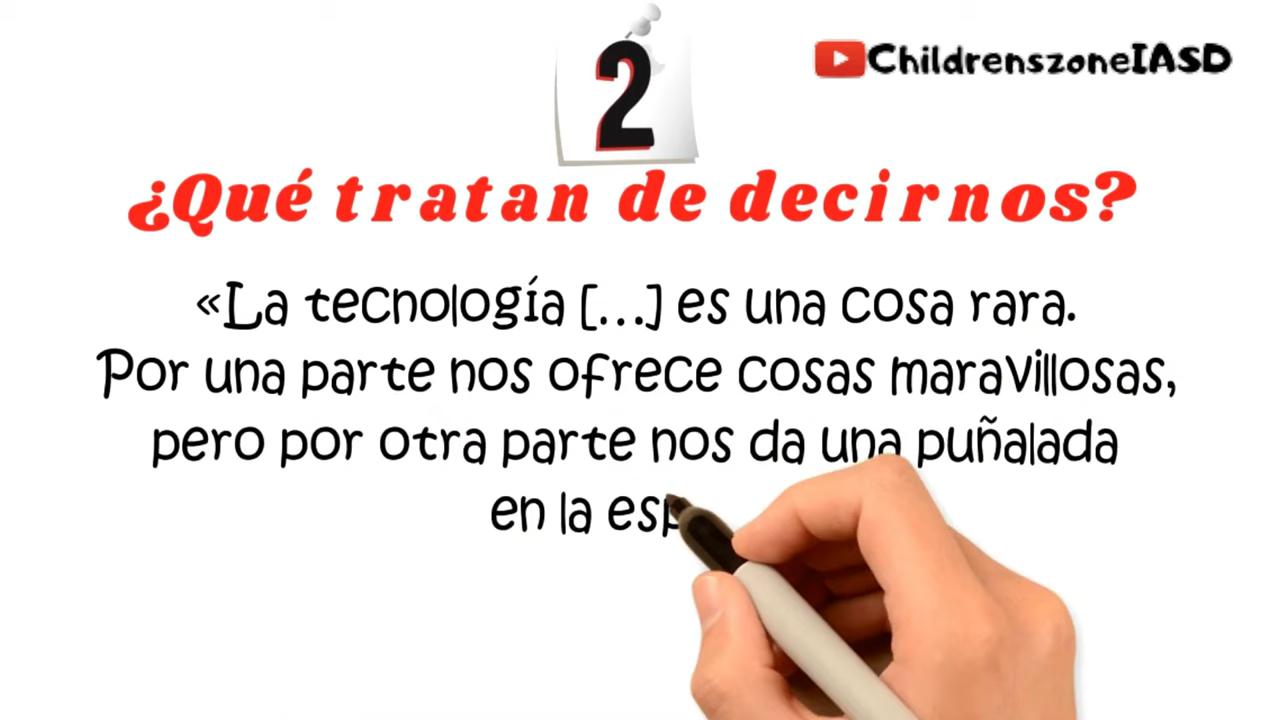 2
ChildrenszoneIASD
¿Qué tratan de decirnos?
«La tecnología [...] es una cosa rara.
Por una parte nos ofrece cosas maravillosas,
pero por otra parte nos da una puñalada
en la esp